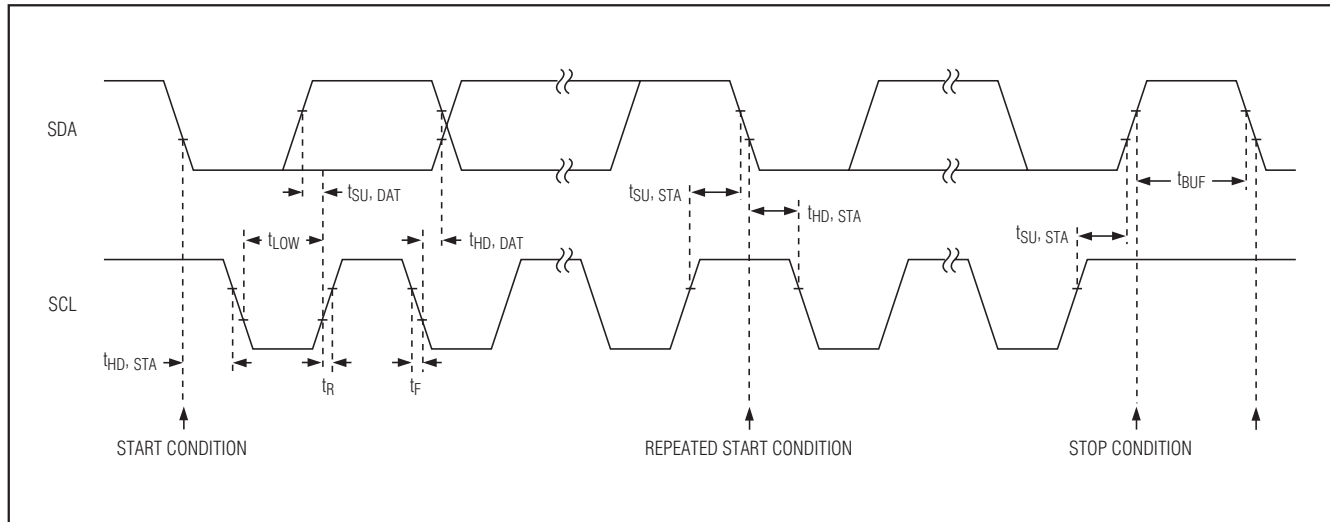 SDA
tSU, DAT
tSU, STA
tBUF
tHD, STA
tLOW
tHD, DAT
tSU, STA
SCL
tHD, STA
tR
tF
START CONDITION
REPEATED START CONDITION
STOP CONDITION